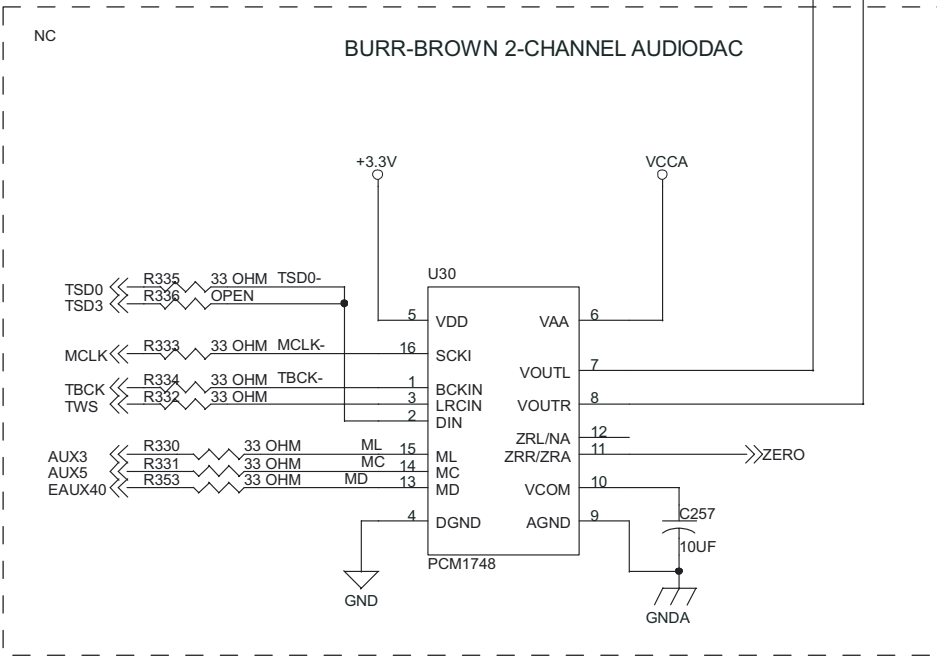 NC
BURR-BROWN 2-CHANNEL AUDIODAC
+3.3V
VCCA
U30
TSD0 R335 33 OHM TSD0-
TSD3 R336 OPEN
5 VDD VAA 6
MCLK R333 33 OHM MCLK- 16 SCKI
VOUTL 7
TBCK R334 33 OHM TBCK- 1 BCKIN
TWS R332 33 OHM 3 LRCIN VOUTR 8
2 DIN
ZRL/NA 12
AUX3 R330 33 OHM ML 15 ML ZRR/ZRA 11 ZERO
AUX5 R331 33 OHM MC 14 MC
EAUX40 R353 33 OHM MD 13 MD VCOM 10
4 DGND AGND 9 C257
10UF
PCM1748
GND
GNDA